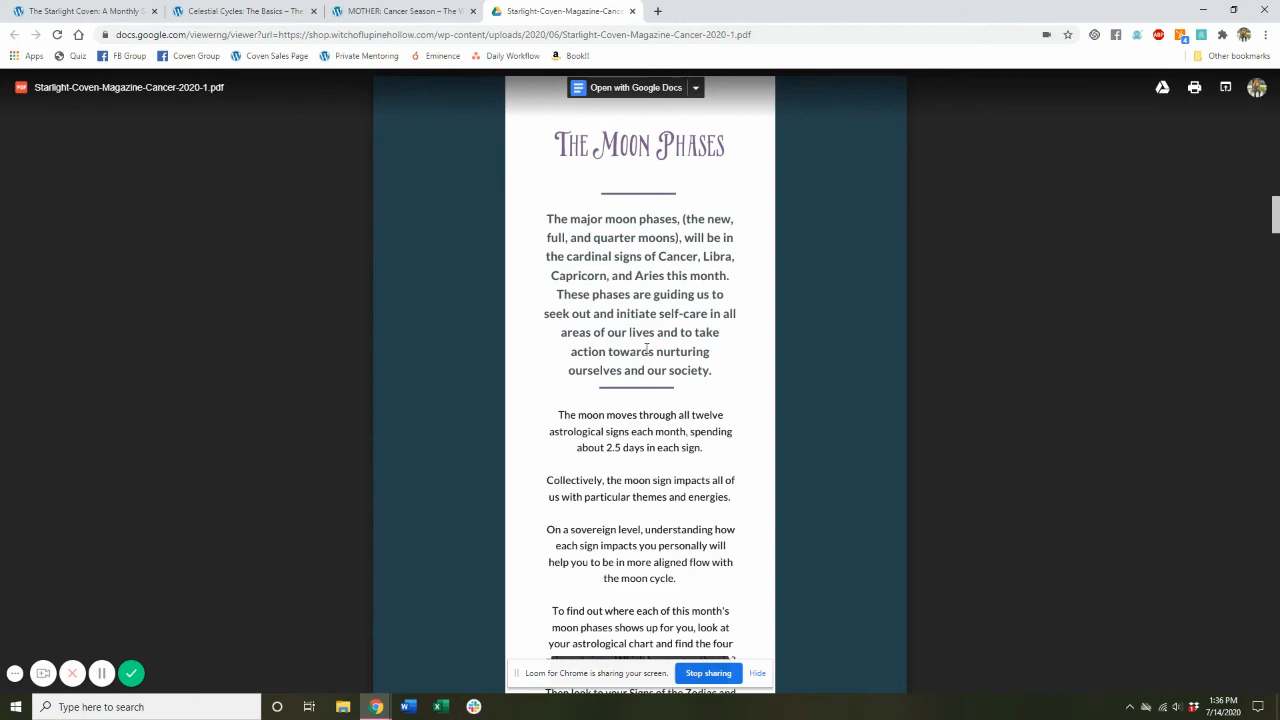 The Starlight Coven: A Monthly S
Celestial Cycles: The Basics – The
MOTHER: Cancer Season – The V
Starlight-Coven-Magazine-Cance
docs.google.com/viewerng/viewer?url=https://shop.witchoflupinehollow.com/wp-content/uploads/2020/06/Starlight-Coven-Magazine-Cancer-2020-1.pdf
Apps
Quiz
FB Group
Coven Group
Coven Sales Page
Prontomarketing
Eminence
Daily Workflow
Book!!
Other bookmarks
Starlight-Coven-Magazine-Cancer-2020-1.pdf
Open with Google Docs
The Moon Phases
The major moon phases, (the new,
full, and quarter moons), will be in
the cardinal signs of Cancer, Libra,
Capricorn, and Aries this month.
These phases are guiding us to
seek out and initiate self-care in all
areas of our lives and to take
action towards nurturing
ourselves and our society.
The moon moves through all twelve
astrological signs each month, spending
about 2.5 days in each sign.
Collectively, the moon sign impacts all of
us with particular themes and energies.
On a sovereign level, understanding how
each sign impacts you personally will
help you to be in more aligned flow with
the moon cycle.
To find out where each of this month's
moon phases shows up for you, look at
your astrological chart and find the four
Loom for Chrome is sharing your screen.
Stop sharing
Hide
Then look to your Signs of the Zodiac and
Type here to search
1:36 PM
7/14/2020